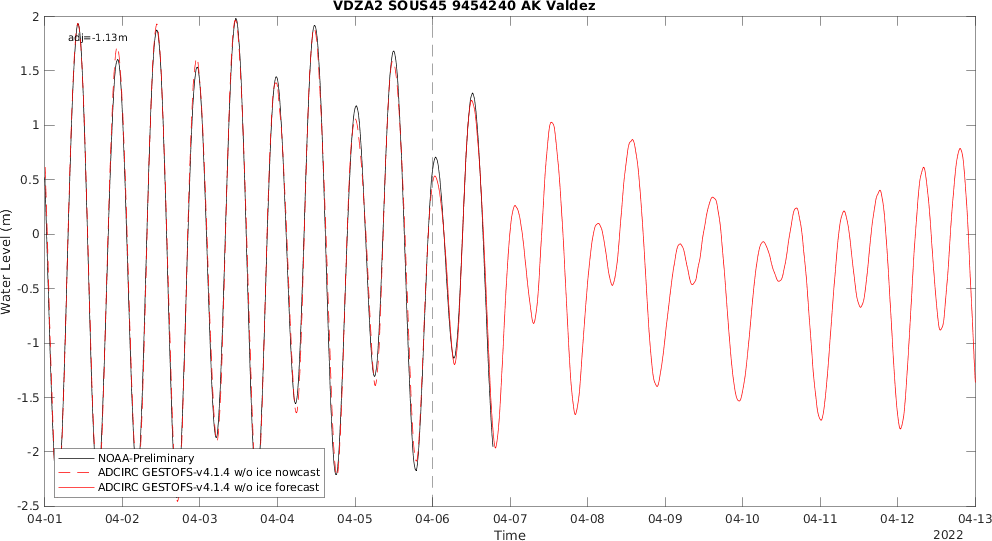 VDZA2 SOUS45 9454240 AK Valdez
adj=-1.13m
2
1.5
1
0.5
0
-0.5
-1
-1.5
-2
-2.5
Water Level (m)
NOAA-Preliminary
ADCIRC GESTOFS-v4.1.4 w/o ice nowcast
ADCIRC GESTOFS-v4.1.4 w/o ice forecast
04-01 04-02 04-03 04-04 04-05 04-06 04-07 04-08 04-09 04-10 04-11 04-12 04-13
Time
2022